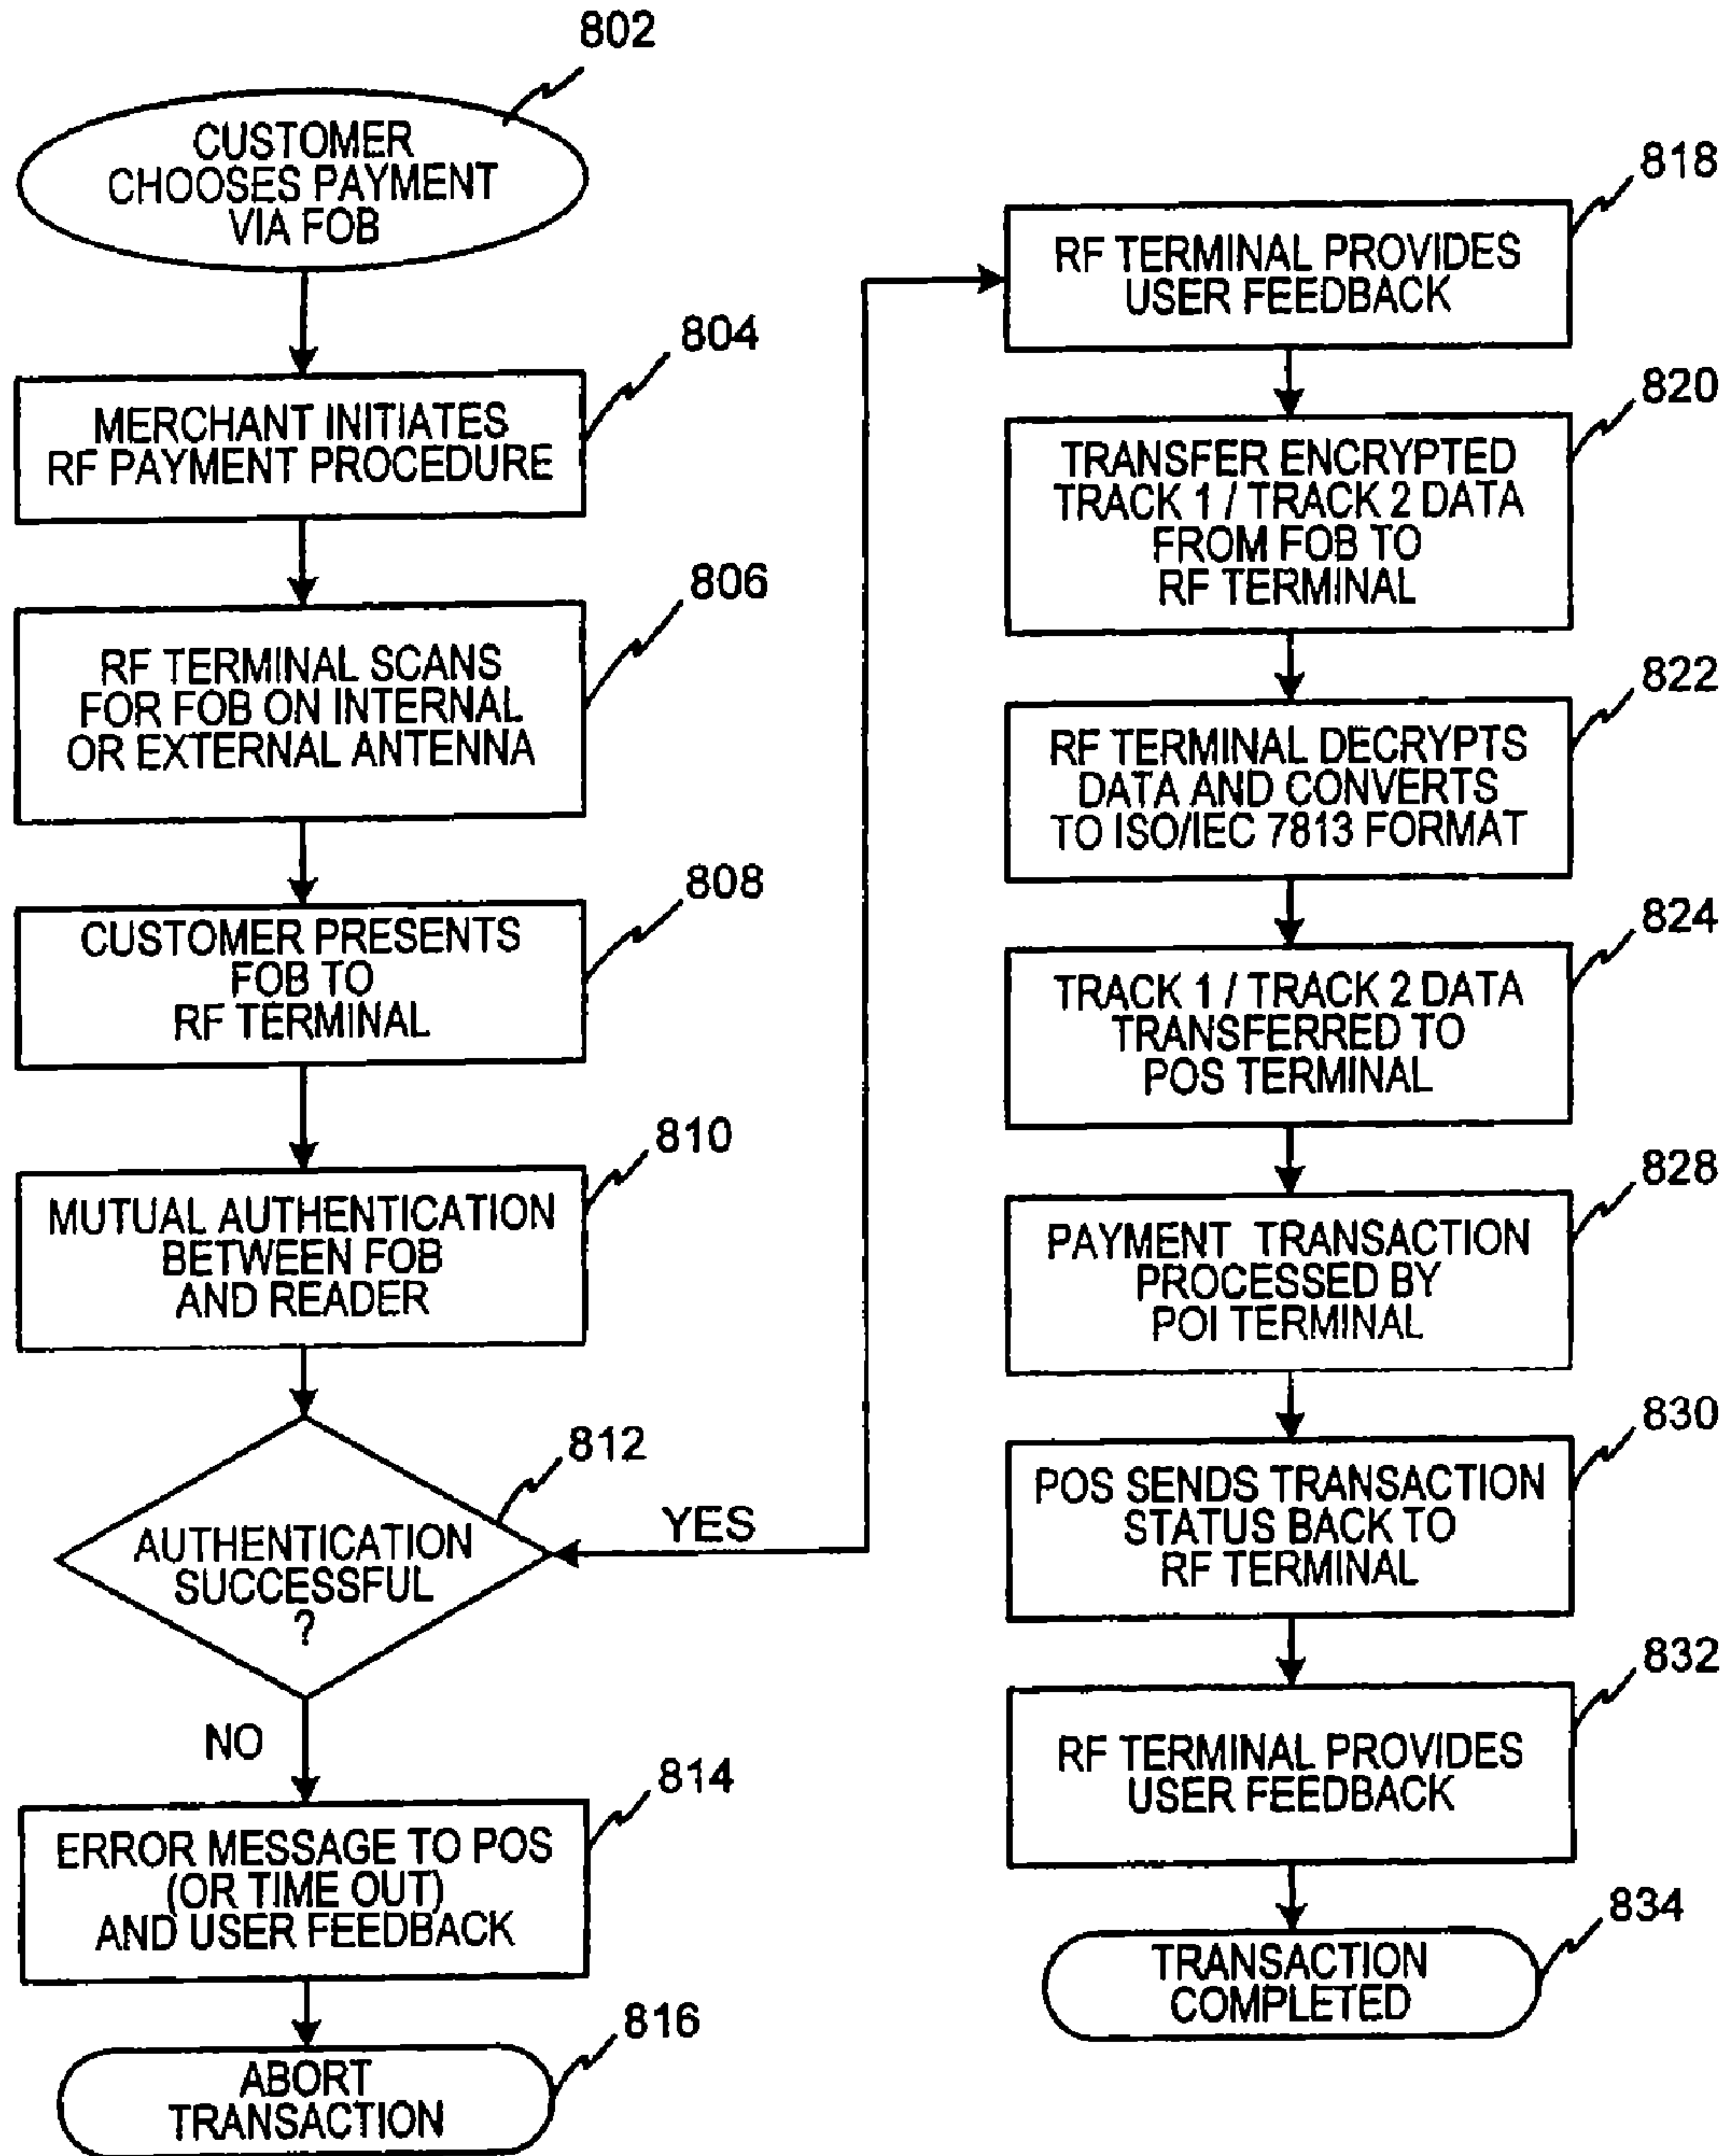 802
CUSTOMER
CHOOSES PAYMENT
VIA FOB
804
MERCHANT INITIATES
RF PAYMENT PROCEDURE
806
RF TERMINAL SCANS
FOR FOB ON INTERNAL
OR EXTERNAL ANTENNA
808
CUSTOMER PRESENTS
FOB TO
RF TERMINAL
810
MUTUAL AUTHENTICATION
BETWEEN FOB
AND READER
812
AUTHENTICATION
SUCCESSFUL
?
YES
NO
814
ERROR MESSAGE TO POS
(OR TIME OUT)
AND USER FEEDBACK
816
ABORT
TRANSACTION
818
RF TERMINAL PROVIDES
USER FEEDBACK
820
TRANSFER ENCRYPTED
TRACK 1 / TRACK 2 DATA
FROM FOB TO
RF TERMINAL
822
RF TERMINAL DECRYPTS
DATA AND CONVERTS
TO ISO/IEC 7813 FORMAT
824
TRACK 1 / TRACK 2 DATA
TRANSFERRED TO
POS TERMINAL
828
PAYMENT TRANSACTION
PROCESSED BY
POI TERMINAL
830
POS SENDS TRANSACTION
STATUS BACK TO
RF TERMINAL
832
RF TERMINAL PROVIDES
USER FEEDBACK
834
TRANSACTION
COMPLETED